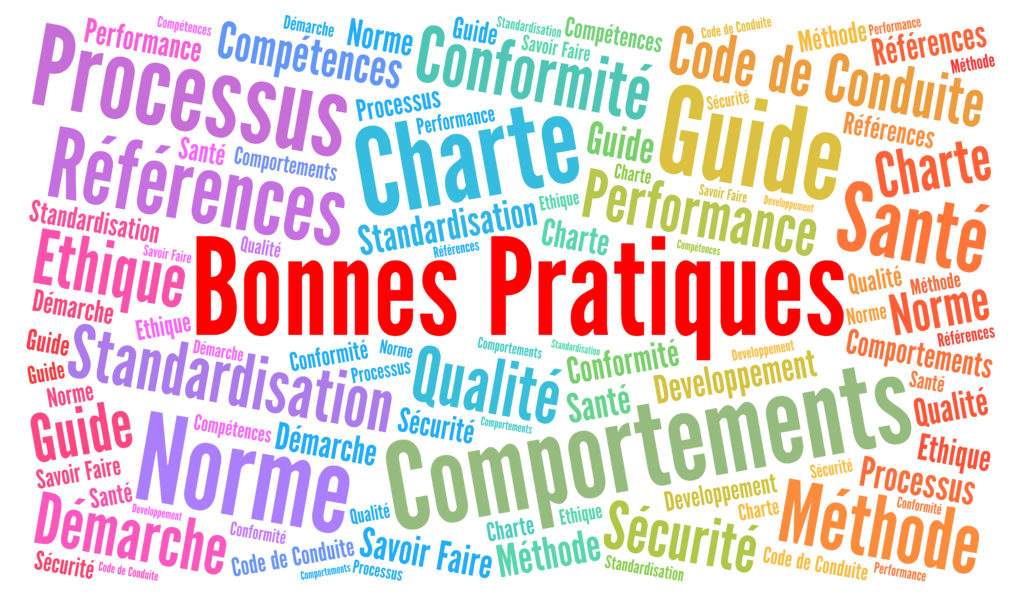 Compétences
Démarche
Norme
Guide
Standardisation
Compétences
Code de Conduite
Méthode
Performance
Performance
Compétences
Conformité
Savoir Faire
Code de Conduite
Références
Méthode
Processus
Processus
Performance
Charte
Guide
Sécurité
Guide
Références
Références
Santé
Comportements
Charte
Savoir Faire
Developpement
Charte
Standardisation
Savoir Faire
Qualité
Standardisation
Références
Ethique
Performance
Charte
Compétences
Santé
Ethique
Bonnes Pratiques
Qualité
Méthode
Démarche
Ethique
Norme
Norme
Références
Guide
Standardisation
Démarche
Conformité
Norme
Processus
Comportements
Standardisation
Conformité
Developpement
Developpement
Comportements
Guide
Norme
Qualité
Santé
Santé
Qualité
Guide
Compétences
Démarche
Sécurité
Comportements
Comportements
Ethique
Savoir Faire
Norme
Sécurité
Processus
Santé
Developpement
Qualité
Developpement
Charte
Conformité
Démarche
Conformité
Charte
Ethique
Sécurité
Méthode
Sécurité
Code de Conduite
Code de Conduite
Savoir Faire
Méthode
Code de Conduite
Comportements
Processus
Standardisation
Performance